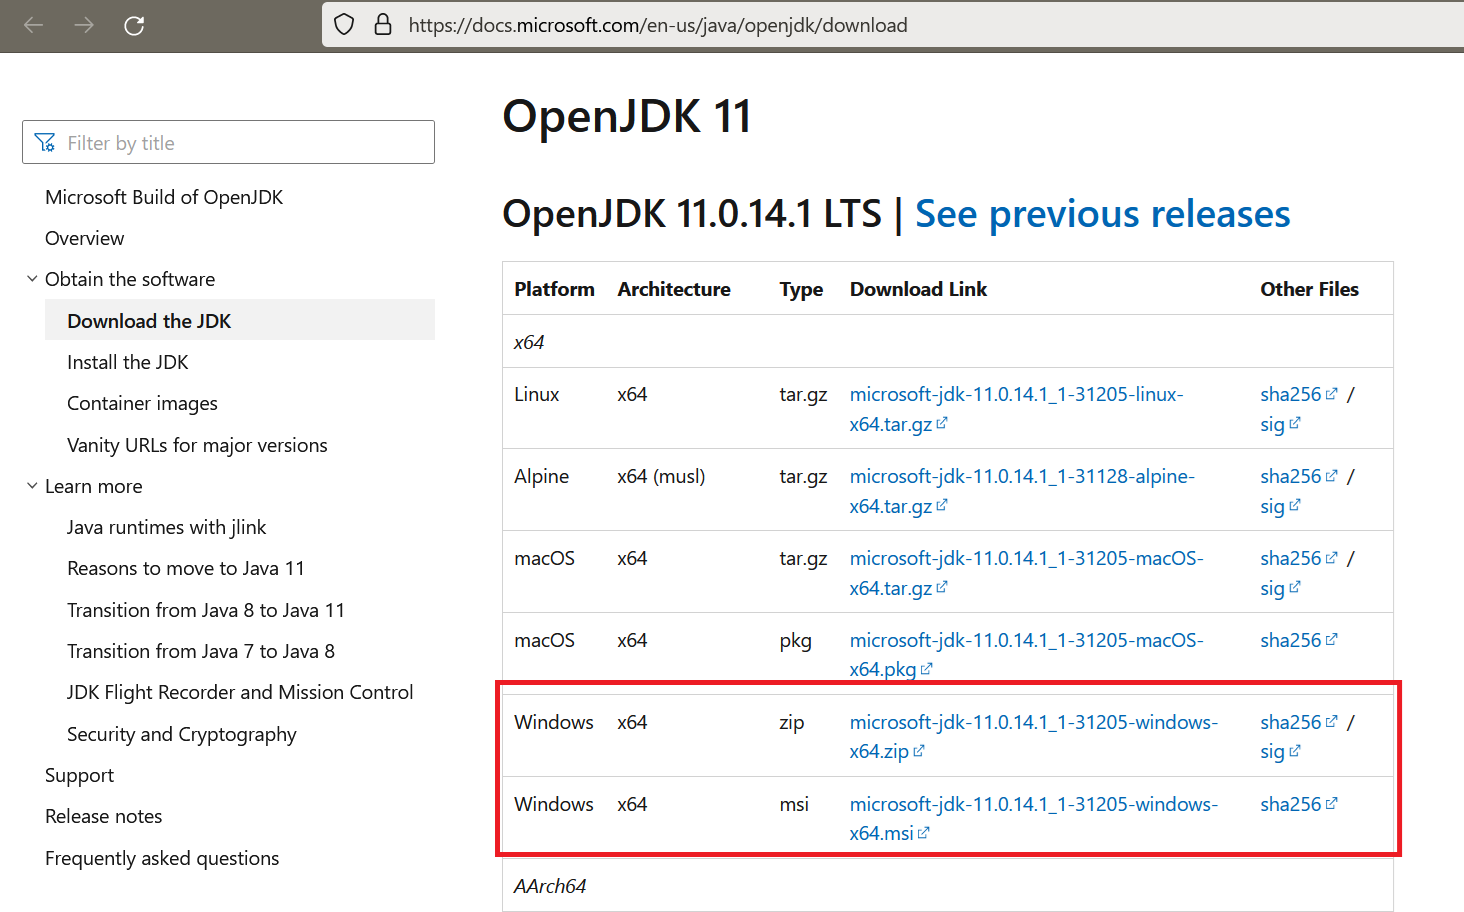 https://docs.microsoft.com/en-us/java/openjdk/download
Filter by title
Microsoft Build of OpenJDK
Overview
Obtain the software
Download the JDK
Install the JDK
Container images
Vanity URLs for major versions
Learn more
Java runtimes with jlink
Reasons to move to Java 11
Transition from Java 8 to Java 11
Transition from Java 7 to Java 8
JDK Flight Recorder and Mission Control
Security and Cryptography
Support
Release notes
Frequently asked questions
OpenJDK 11
OpenJDK 11.0.14.1 LTS | See previous releases
Platform Architecture Type Download Link Other Files
x64
Linux x64 tar.gz microsoft-jdk-11.0.14.1_1-31205-linux- sha256 /
x64.tar.gz sig
Alpine x64 (musl) tar.gz microsoft-jdk-11.0.14.1_1-31128-alpine- sha256 /
x64.tar.gz sig
macOS x64 tar.gz microsoft-jdk-11.0.14.1_1-31205-macOS- sha256 /
x64.tar.gz sig
macOS x64 pkg microsoft-jdk-11.0.14.1_1-31205-macOS- sha256
x64.pkg
Windows x64 zip microsoft-jdk-11.0.14.1_1-31205-windows- sha256 /
x64.zip sig
Windows x64 msi microsoft-jdk-11.0.14.1_1-31205-windows- sha256
x64.msi
AArch64